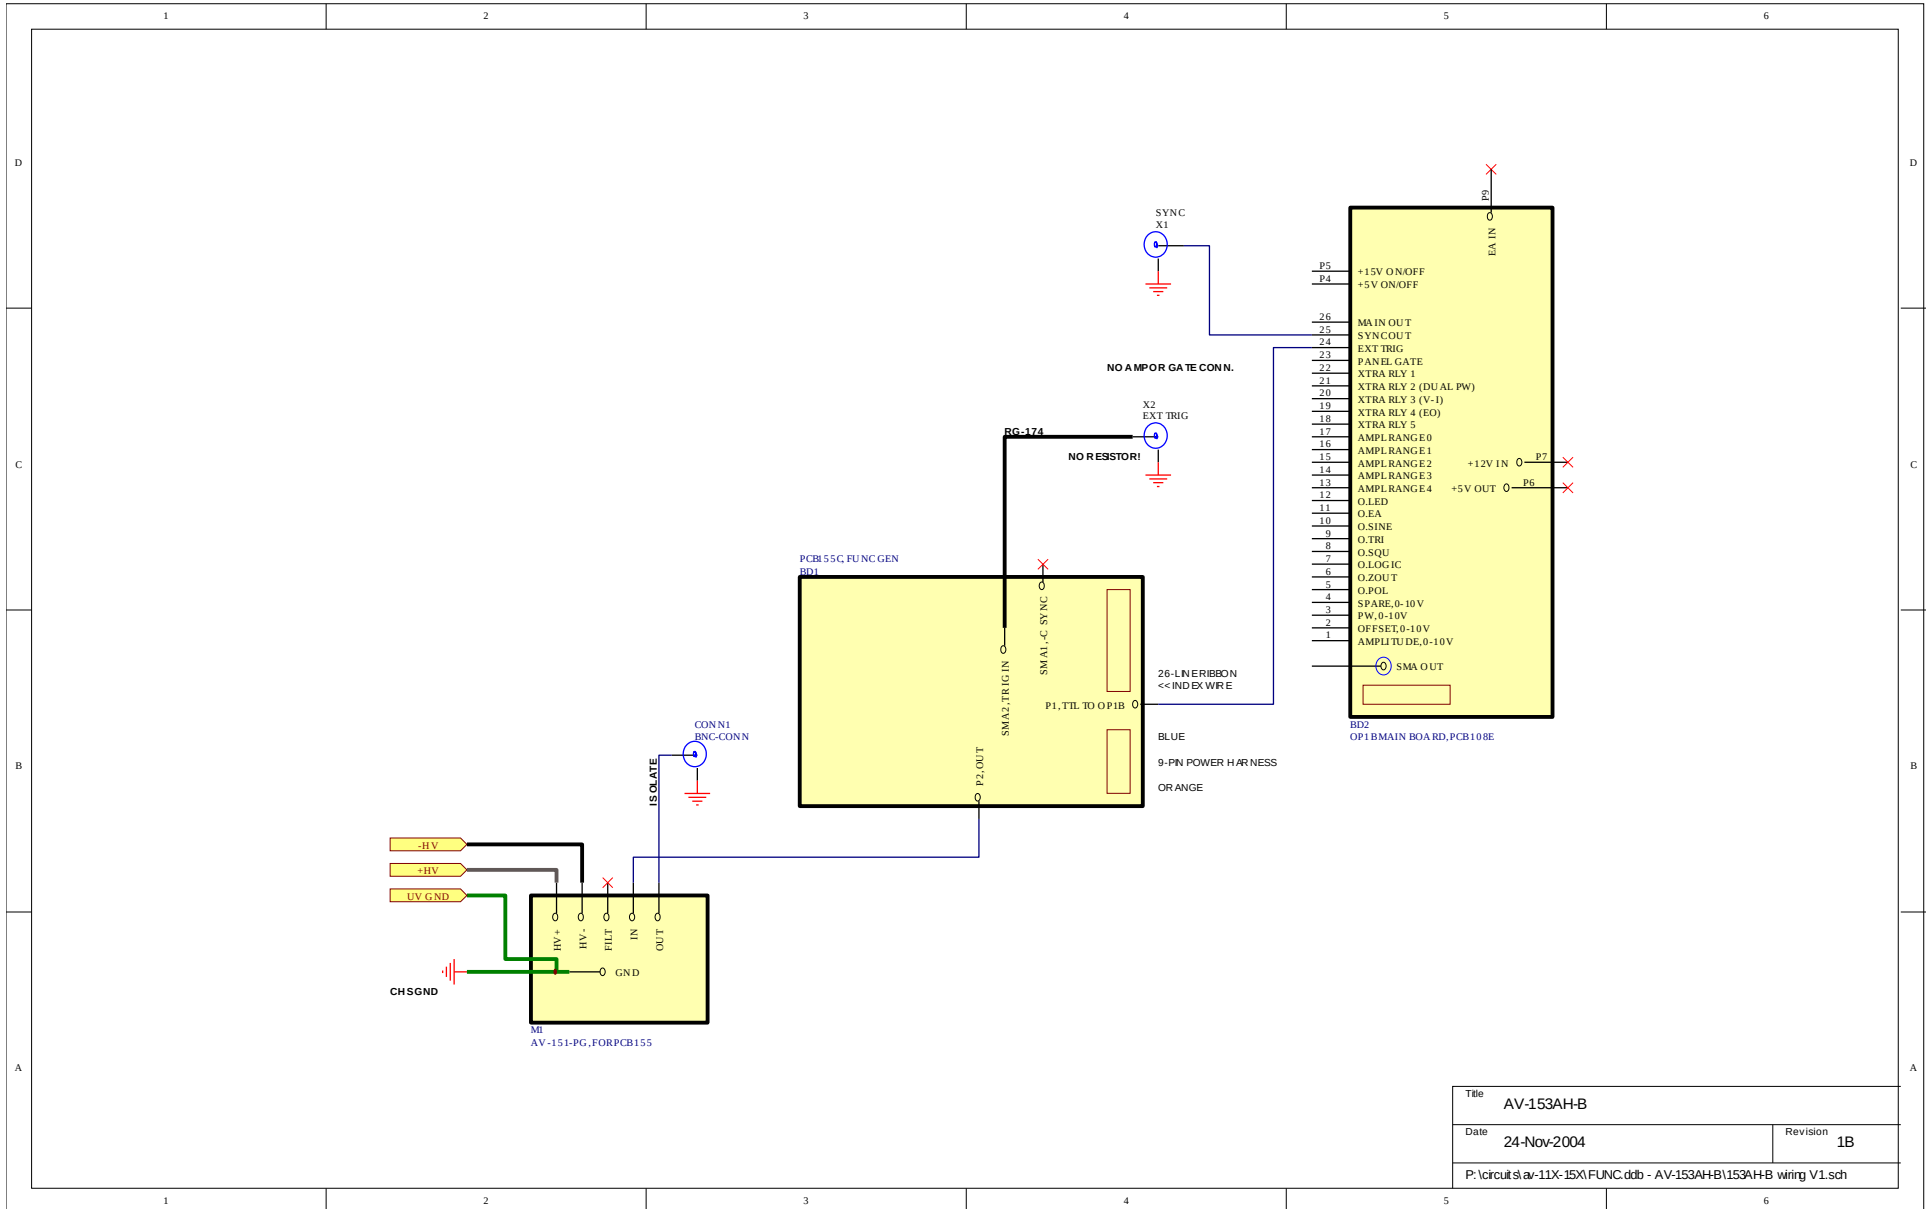 1 2 3 4 5 6
D D
C C
B B
A A
SYNC
X1
NO AMP OR GATE CONN.
X2
EXT TRIG
RG-174
NO RESISTOR!
P9
EA IN
P5 +15V ON/OFF
P4 +5V ON/OFF
26 MAIN OUT
25 SYNC OUT
24 EXT TRIG
23 PANEL GATE
22 XTRA RLY 1
21 XTRA RLY 2 (DUAL PW)
20 XTRA RLY 3 (V-I)
19 XTRA RLY 4 (EO)
18 XTRA RLY 5
17 AMPL RANGE 0
16 AMPL RANGE 1
15 AMPL RANGE 2
14 AMPL RANGE 3
13 AMPL RANGE 4
12 O.LED
11 O.EA
10 O.SINE
9 O.TRI
8 O.SQU
7 O.LOGIC
6 O.ZOUT
5 O.POL
4 SPARE, 0-10V
3 PW, 0-10V
2 OFFSET, 0-10V
1 AMPLITUDE, 0-10V
+12V IN P7
+5V OUT P6
SMA OUT
BD2
OP1B MAIN BOARD, PCB108E
PCB155C, FUNC GEN
BD1
SMA2, TRIG IN
SMA1, -C SYNC
P1, TTL TO OP1B
P2, OUT
26-LINE RIBBON
<< INDEX WIRE
BLUE
9-PIN POWER HARNESS
ORANGE
CONN1
BNC-CONN
ISOLATE
-HV
+HV
UV GND
HV+
HV-
FILT
IN
OUT
GND
CHS GND
M1
AV-151-PG, FOR PCB155
Title AV-153AH-B
Date 24-Nov-2004 Revision 1B
P:\circuits\av-11X-15X\FUNC.ddb - AV-153AH-B\153AH-B wiring V1.sch
1 2 3 4 5 6